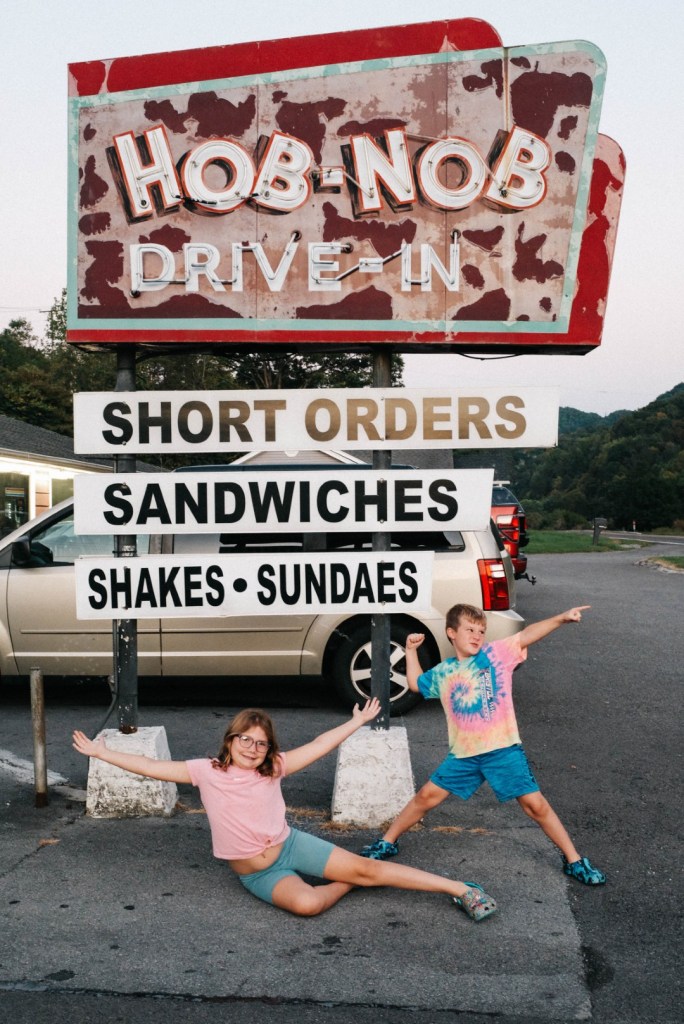 HOB-NOB
DRIVE-IN
SHORT ORDERS
SANDWICHES
SHAKES • SUNDAES